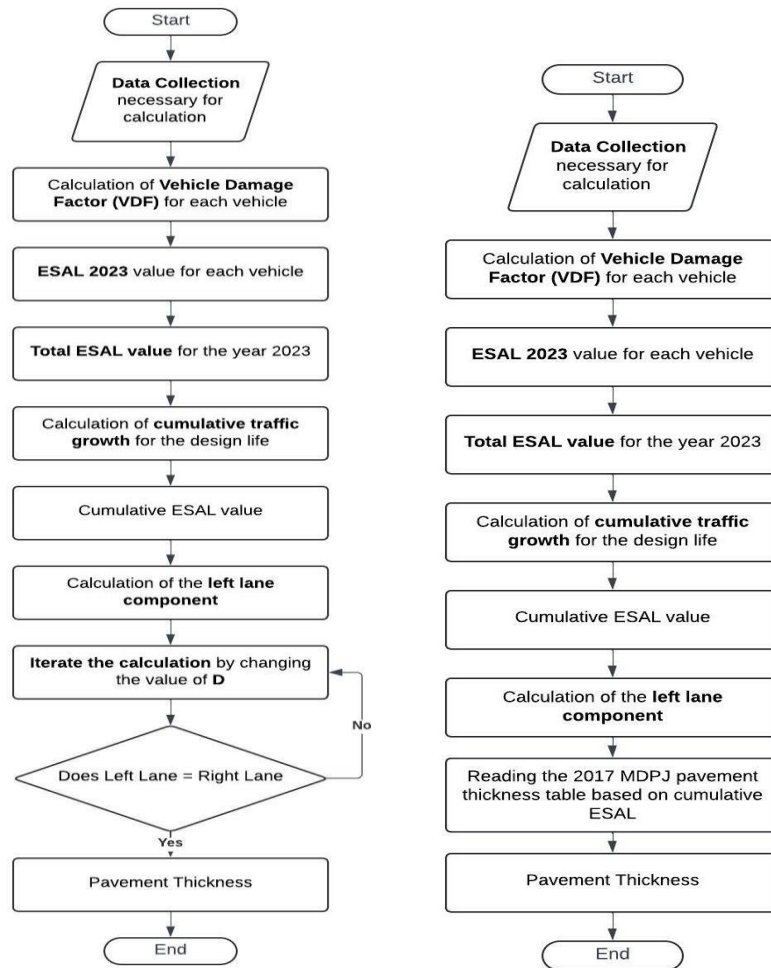 Start
Data Collection
necessary for
calculation
Calculation of Vehicle Damage
Factor (VDF) for each vehicle
ESAL 2023 value for each vehicle
Total ESAL value for the year 2023
Calculation of cumulative traffic
growth for the design life
Cumulative ESAL value
Calculation of the left lane
component
Iterate the calculation by changing
the value of D
No
Does Left Lane = Right Lane
Yes
Pavement Thickness
End
Start
Data Collection
necessary for
calculation
Calculation of Vehicle Damage
Factor (VDF) for each vehicle
ESAL 2023 value for each vehicle
Total ESAL value for the year 2023
Calculation of cumulative traffic
growth for the design life
Cumulative ESAL value
Calculation of the left lane
component
Reading the 2017 MDPJ pavement
thickness table based on cumulative
ESAL
Pavement Thickness
End